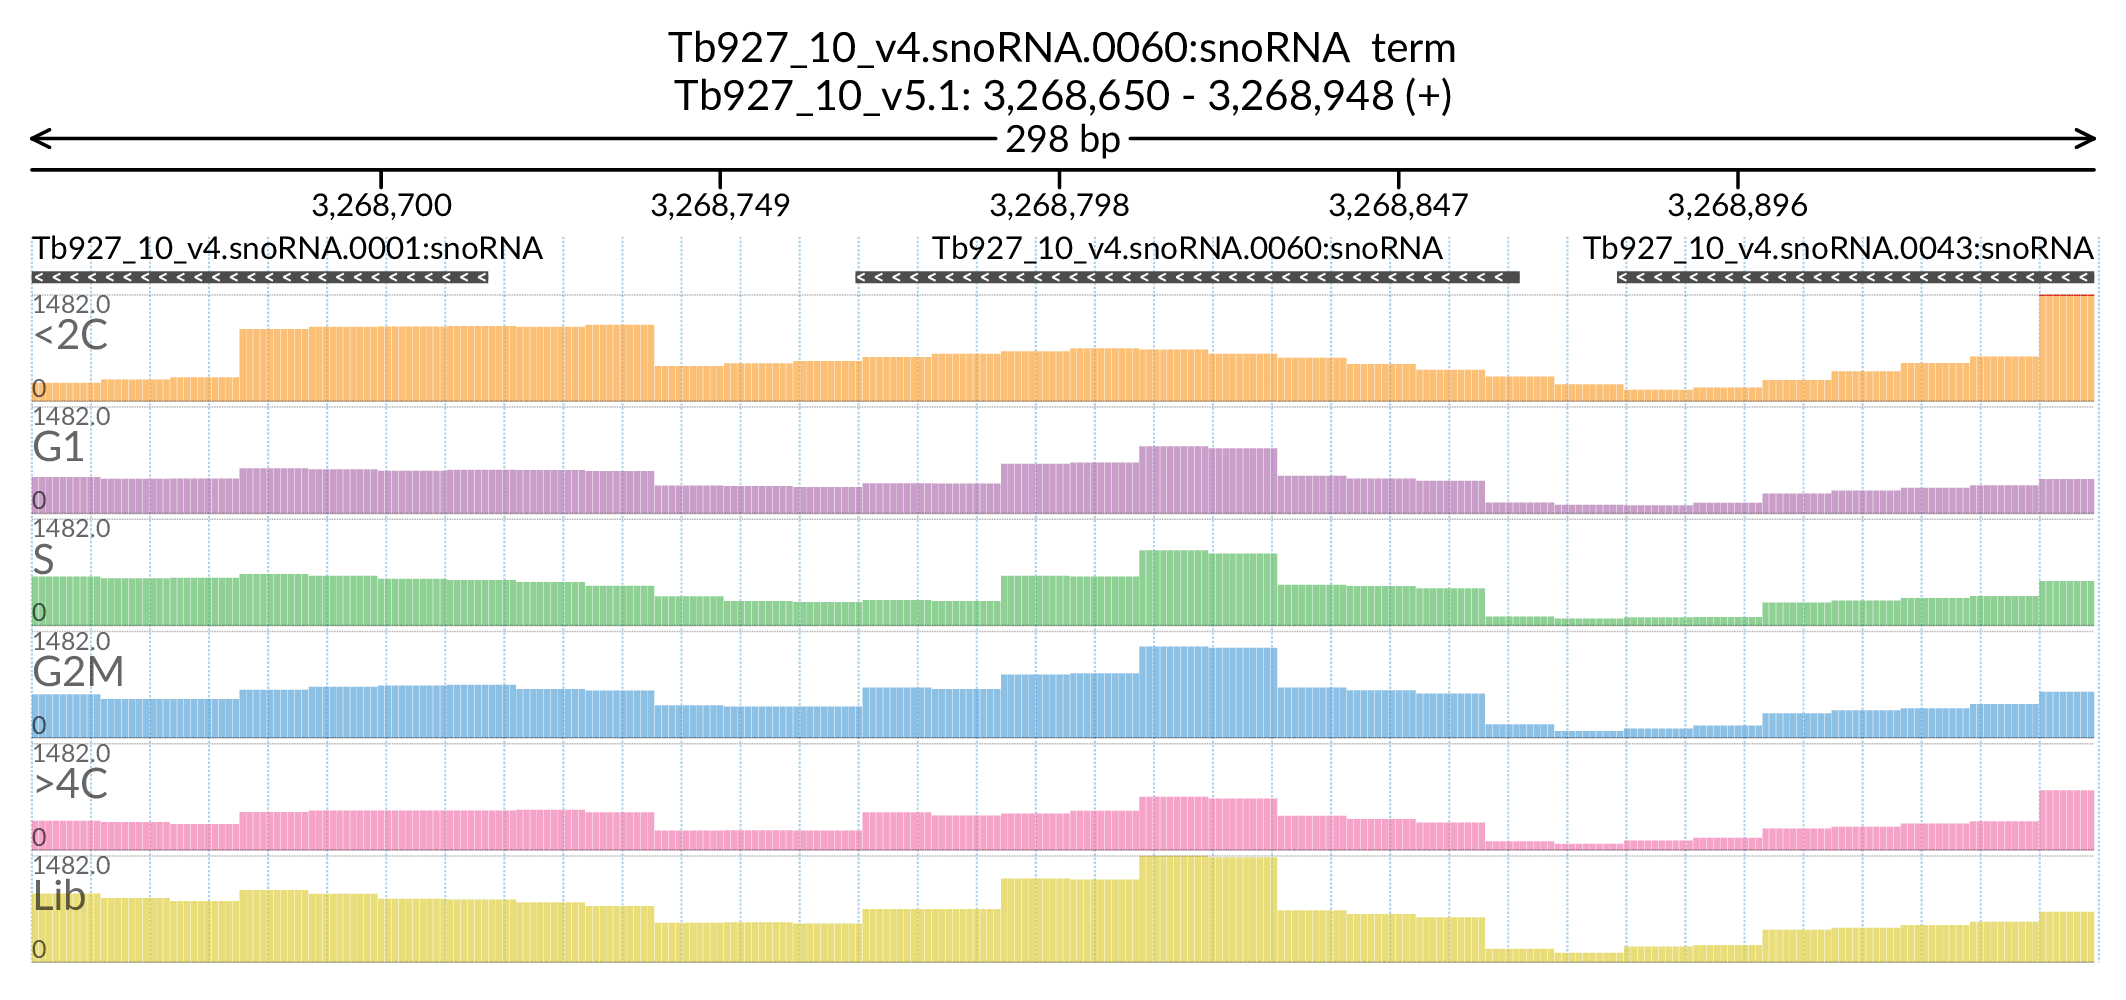 Tb927_10_v4.snoRNA.0060:snoRNA term
Tb927_10_v5.1: 3,268,650 - 3,268,948 (+)
298 bp
3,268,700 3,268,749 3,268,798 3,268,847 3,268,896
Tb927_10_v4.snoRNA.0001:snoRNA Tb927_10_v4.snoRNA.0060:snoRNA Tb927_10_v4.snoRNA.0043:snoRNA
1482.0
<2C
0
1482.0
G1
0
1482.0
S
0
1482.0
G2M
0
1482.0
>4C
0
1482.0
Lib
0